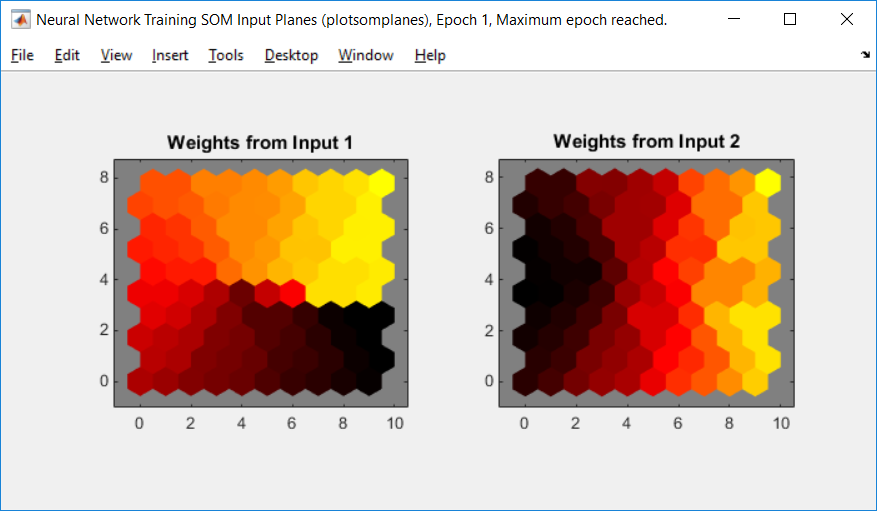 Neural Network Training SOM Input Planes (plotsomplanes), Epoch 1, Maximum epoch reached.
File Edit View Insert Tools Desktop Window Help
Weights from Input 1
8
6
4
2
0
0 2 4 6 8 10
Weights from Input 2
8
6
4
2
0
0 2 4 6 8 10